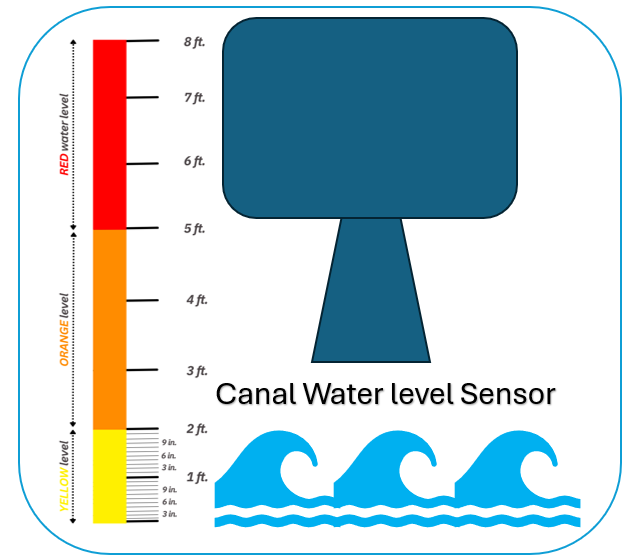 8 ft.
7 ft.
6 ft.
5 ft.
4 ft.
3 ft.
2 ft.
9 in.
6 in.
3 in.
1 ft.
9 in.
6 in.
3 in.
RED water level
ORANGE level
YELLOW level
Canal Water level Sensor